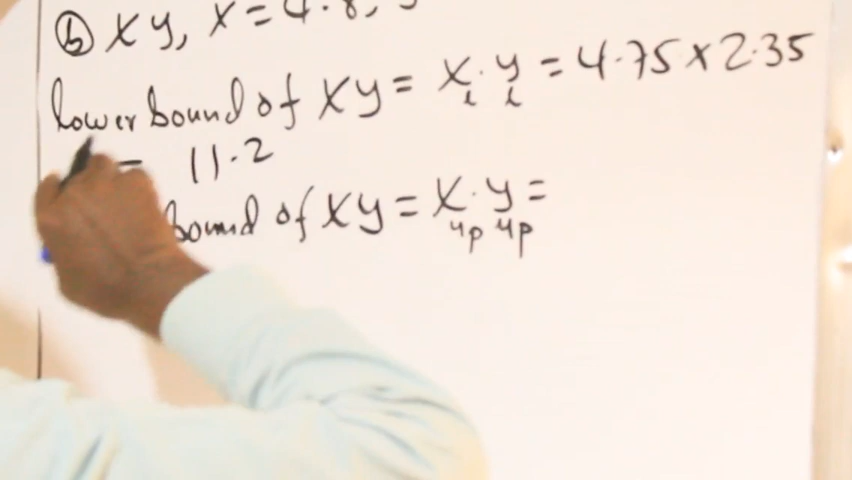 ⓑ xy, x = 4.8,
Lower bound of xy = x_L . y_L = 4.75 x 2.35
= 11.2
bound of xy = x_up . y_up =